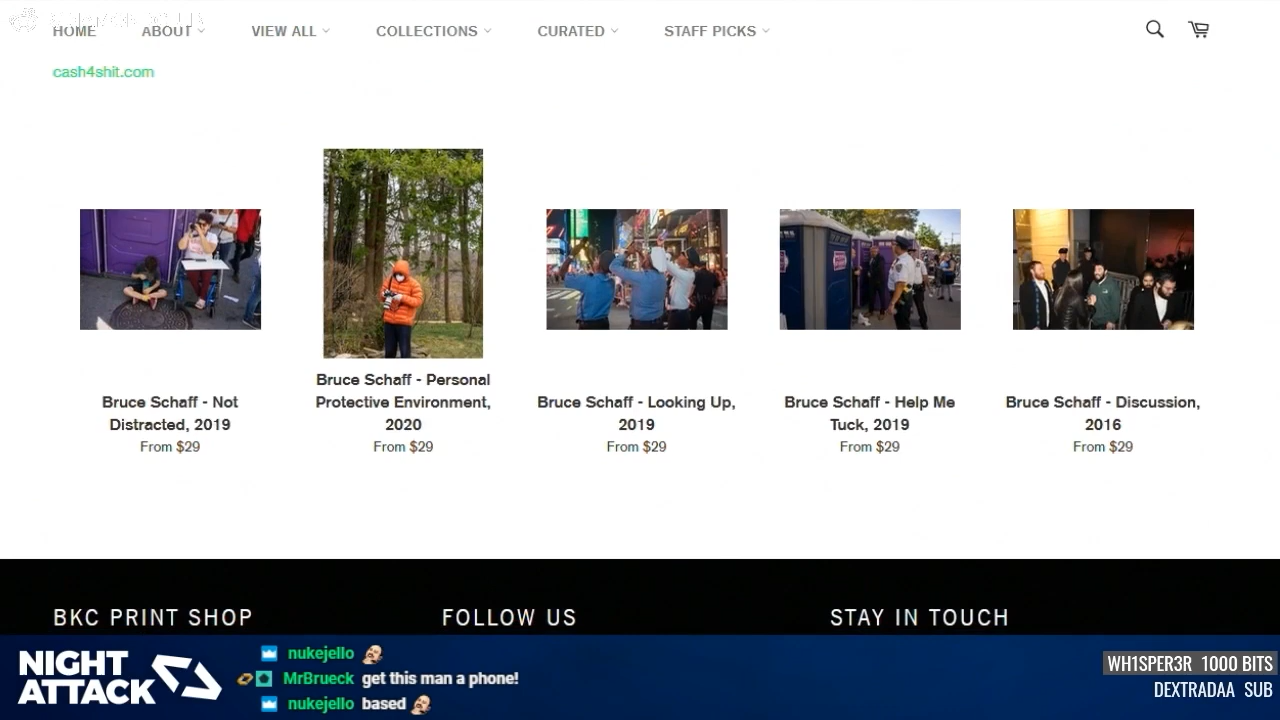 HOME ABOUT VIEW ALL COLLECTIONS CURATED STAFF PICKS
cash4shit.com
Bruce Schaff - Not
Distracted, 2019
From $29
Bruce Schaff - Personal
Protective Environment,
2020
From $29
Bruce Schaff - Looking Up,
2019
From $29
Bruce Schaff - Help Me
Tuck, 2019
From $29
Bruce Schaff - Discussion,
2016
From $29
BKC PRINT SHOP
FOLLOW US
STAY IN TOUCH
NIGHT
ATTACK
nukejello
MrBrueck get this man a phone!
nukejello based
WH1SPER3R 1000 BITS
DEXTRADAA SUB